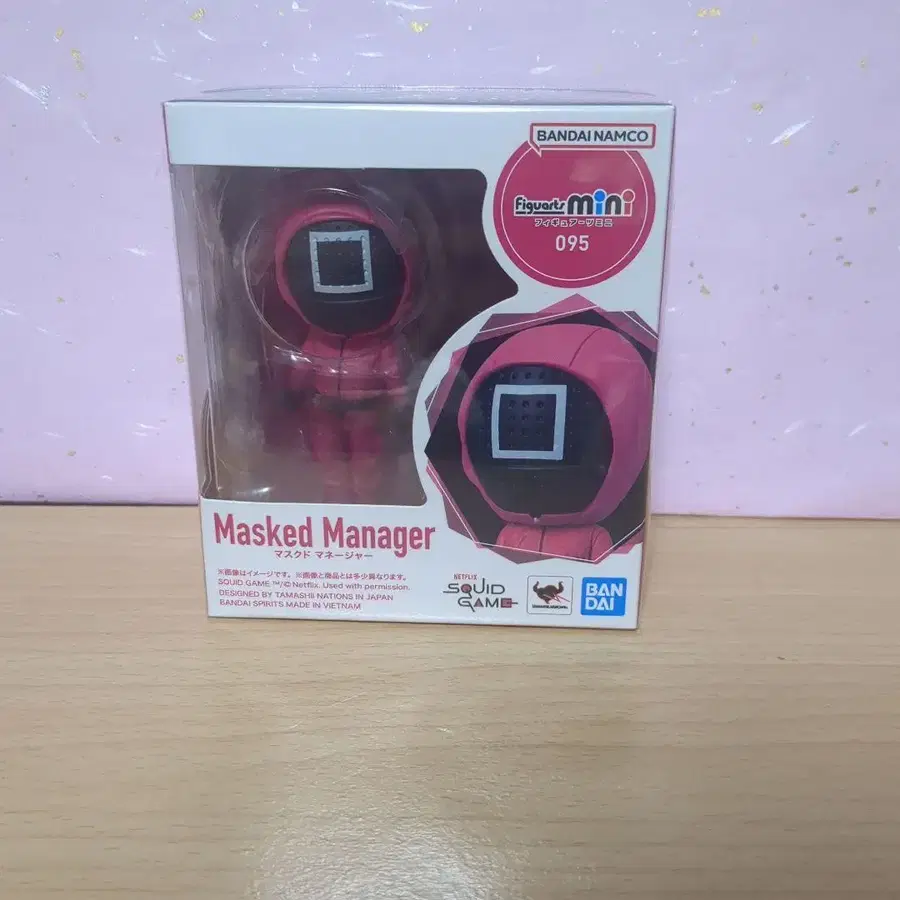 BANDAI NAMCO
Figuarts mini
フィギュアーツミニ
095
Masked Manager
マスクド マネージャー
※画像はイメージです。※画像と商品とは多少異なります。
SQUID GAME ™/© Netflix. Used with permission.
DESIGNED BY TAMASHII NATIONS IN JAPAN
BANDAI SPIRITS MADE IN VIETNAM
NETFLIX
SQUID
GAME
BAN
DAI